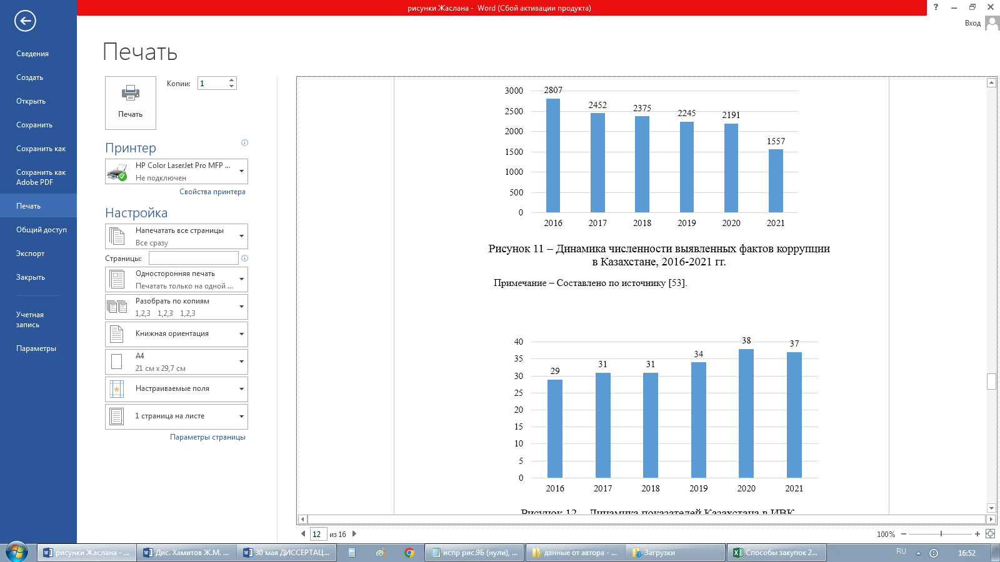 рисунки Жаслана - Word (Сбой активации продукта)
Вход
Сведения
Создать
Открыть
Сохранить
Сохранить как
Сохранить как
Adobe PDF
Печать
Общий доступ
Экспорт
Закрыть
Учетная
запись
Параметры
Печать
Печать
Копии: 1
Принтер
HP Color LaserJet Pro MFP ...
Не подключен
Свойства принтера
Настройка
Напечатать все страницы
Все сразу
Страницы:
Односторонняя печать
Печатать только на одной ...
Разобрать по копиям
1,2,3 1,2,3 1,2,3
Книжная ориентация
A4
21 см x 29,7 см
Настраиваемые поля
1 страница на листе
Параметры страницы
3000
2500
2000
1500
1000
500
0
2807
2452
2375
2245
2191
1557
2016 2017 2018 2019 2020 2021
Рисунок 11 – Динамика численности выявленных фактов коррупции
в Казахстане, 2016-2021 гг.
Примечание – Составлено по источнику [53].
40
35
30
25
20
15
10
5
0
29
31
31
34
38
37
2016 2017 2018 2019 2020 2021
Рисунок 12 – Динамика показателей Казахстана в ИВК
12 из 16
100%
рисунки Жаслана - ...
Дис. Хамитов Ж.М. ...
30 мая ДИССЕРТАЦ...
испр рис.9Б (нули), ...
данные от автора - ...
Загрузки
Способы закупок 2...
RU
16:52